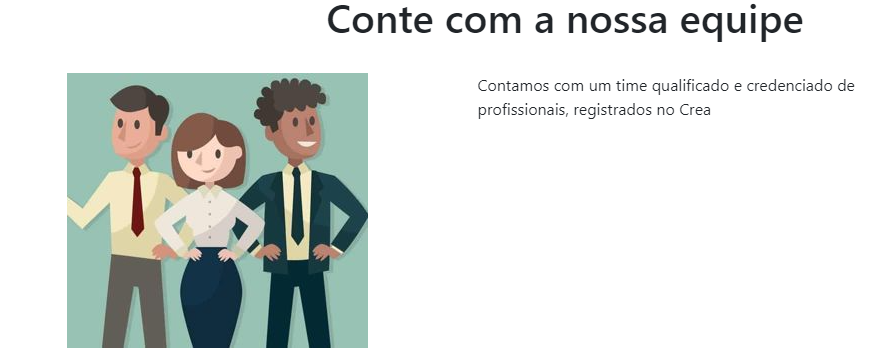 Conte com a nossa equipe
Contamos com um time qualificado e credenciado de
profissionais, registrados no Crea